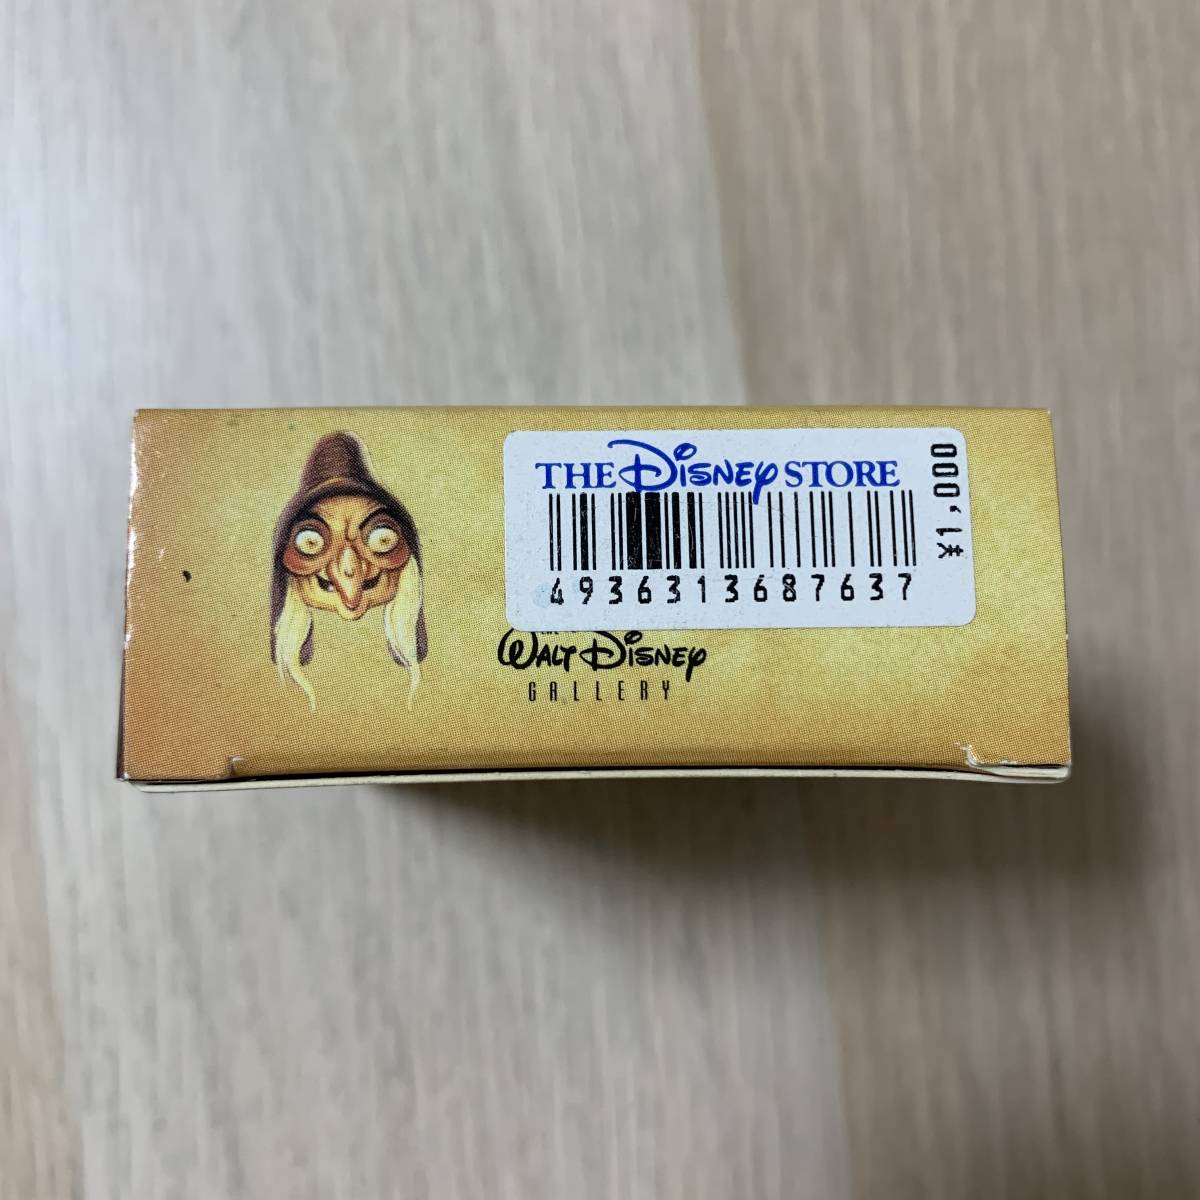 THE DISNEY STORE
4936313687637
¥1,000
WALT DISNEY
GALLERY